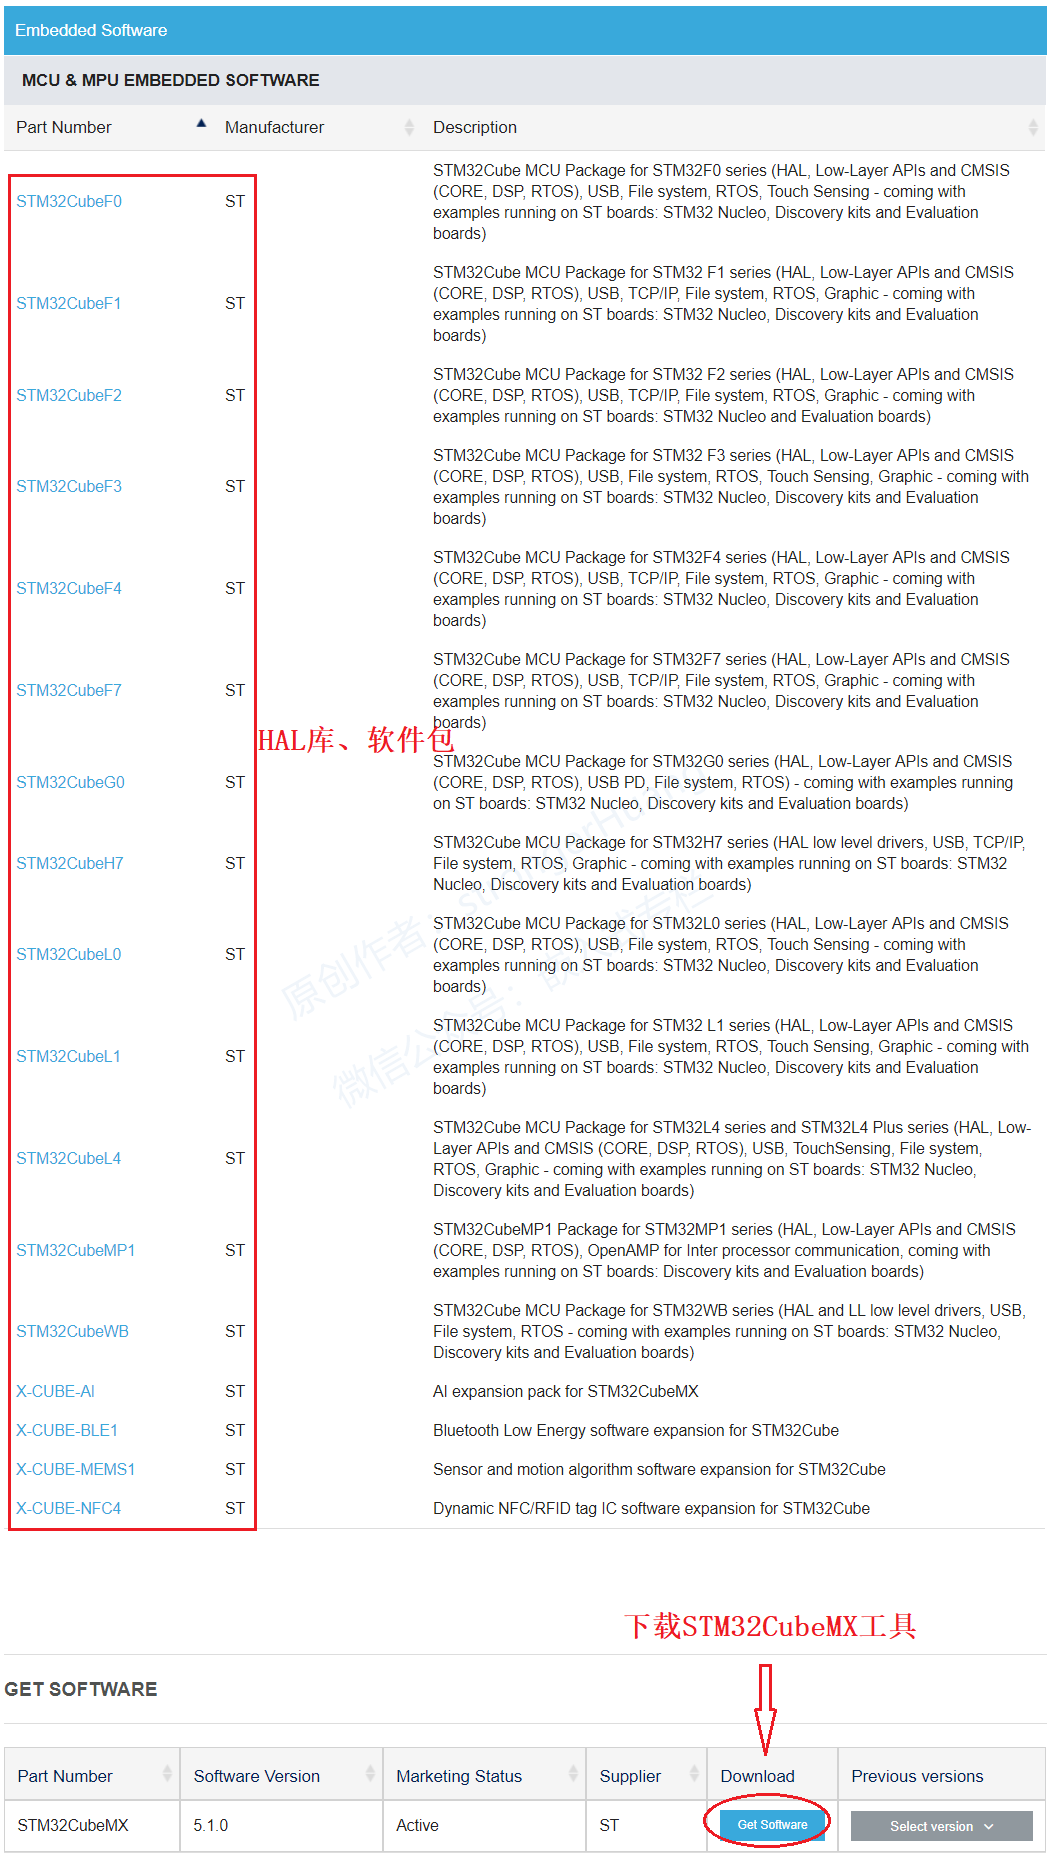 Embedded Software
MCU & MPU EMBEDDED SOFTWARE
Part Number Manufacturer Description
STM32CubeF0 ST STM32Cube MCU Package for STM32F0 series (HAL, Low-Layer APIs and CMSIS
(CORE, DSP, RTOS), USB, File system, RTOS, Touch Sensing - coming with
examples running on ST boards: STM32 Nucleo, Discovery kits and Evaluation
boards)
STM32CubeF1 ST STM32Cube MCU Package for STM32 F1 series (HAL, Low-Layer APIs and CMSIS
(CORE, DSP, RTOS), USB, TCP/IP, File system, RTOS, Graphic - coming with
examples running on ST boards: STM32 Nucleo, Discovery kits and Evaluation
boards)
STM32CubeF2 ST STM32Cube MCU Package for STM32 F2 series (HAL, Low-Layer APIs and CMSIS
(CORE, DSP, RTOS), USB, TCP/IP, File system, RTOS, Graphic - coming with
examples running on ST boards: STM32 Nucleo and Evaluation boards)
STM32CubeF3 ST STM32Cube MCU Package for STM32 F3 series (HAL, Low-Layer APIs and CMSIS
(CORE, DSP, RTOS), USB, File system, RTOS, Touch Sensing, Graphic - coming with
examples running on ST boards: STM32 Nucleo, Discovery kits and Evaluation
boards)
STM32CubeF4 ST STM32Cube MCU Package for STM32F4 series (HAL, Low-Layer APIs and CMSIS
(CORE, DSP, RTOS), USB, TCP/IP, File system, RTOS, Graphic - coming with
examples running on ST boards: STM32 Nucleo, Discovery kits and Evaluation
boards)
STM32CubeF7 ST STM32Cube MCU Package for STM32F7 series (HAL, Low-Layer APIs and CMSIS
(CORE, DSP, RTOS), USB, TCP/IP, File system, RTOS, Graphic - coming with
examples running on ST boards: STM32 Nucleo, Discovery kits and Evaluation
boards)
HAL库、软件包
STM32CubeG0 ST STM32Cube MCU Package for STM32G0 series (HAL, Low-Layer APIs and CMSIS
(CORE, DSP, RTOS), USB PD, File system, RTOS) - coming with examples running
on ST boards: STM32 Nucleo, Discovery kits and Evaluation boards)
STM32CubeH7 ST STM32Cube MCU Package for STM32H7 series (HAL low level drivers, USB, TCP/IP,
File system, RTOS, Graphic - coming with examples running on ST boards: STM32
Nucleo, Discovery kits and Evaluation boards)
STM32CubeL0 ST STM32Cube MCU Package for STM32L0 series (HAL, Low-Layer APIs and CMSIS
(CORE, DSP, RTOS), USB, File system, RTOS, Touch Sensing - coming with
examples running on ST boards: STM32 Nucleo, Discovery kits and Evaluation
boards)
STM32CubeL1 ST STM32Cube MCU Package for STM32 L1 series (HAL, Low-Layer APIs and CMSIS
(CORE, DSP, RTOS), USB, File system, RTOS, Touch Sensing, Graphic - coming with
examples running on ST boards: STM32 Nucleo, Discovery kits and Evaluation
boards)
STM32CubeL4 ST STM32Cube MCU Package for STM32L4 series and STM32L4 Plus series (HAL, Low-
Layer APIs and CMSIS (CORE, DSP, RTOS), USB, TouchSensing, File system,
RTOS, Graphic - coming with examples running on ST boards: STM32 Nucleo,
Discovery kits and Evaluation boards)
STM32CubeMP1 ST STM32CubeMP1 Package for STM32MP1 series (HAL, Low-Layer APIs and CMSIS
(CORE, DSP, RTOS), OpenAMP for Inter processor communication, coming with
examples running on ST boards: Discovery kits and Evaluation boards)
STM32CubeWB ST STM32Cube MCU Package for STM32WB series (HAL and LL low level drivers, USB,
File system, RTOS - coming with examples running on ST boards: STM32 Nucleo,
Discovery kits and Evaluation boards)
X-CUBE-AI ST AI expansion pack for STM32CubeMX
X-CUBE-BLE1 ST Bluetooth Low Energy software expansion for STM32Cube
X-CUBE-MEMS1 ST Sensor and motion algorithm software expansion for STM32Cube
X-CUBE-NFC4 ST Dynamic NFC/RFID tag IC software expansion for STM32Cube
原创作者:
微信公众号:
下载STM32CubeMX工具
GET SOFTWARE
Part Number Software Version Marketing Status Supplier Download Previous versions
STM32CubeMX 5.1.0 Active ST Get Software Select version